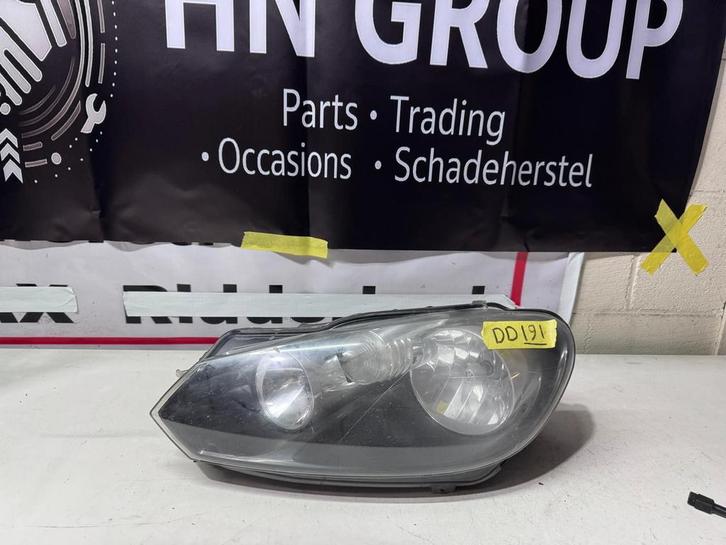 HN GROUP
Parts · Trading
· Occasions · Schadeherstel
DD191